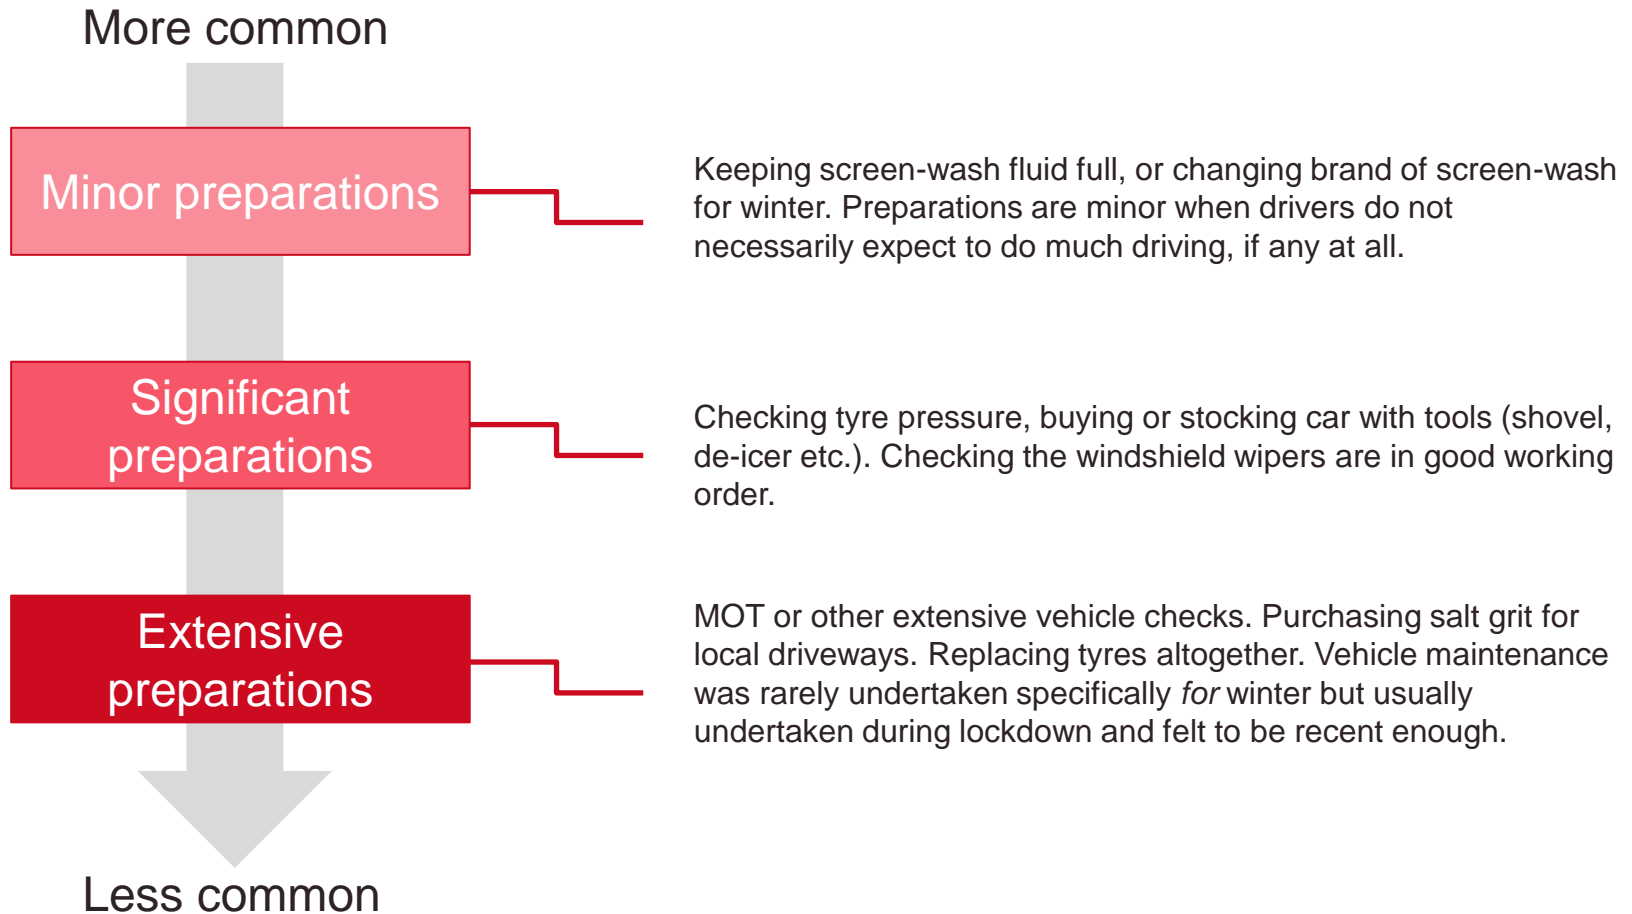 More common
Minor preparations
Keeping screen-wash fluid full, or changing brand of screen-wash
for winter. Preparations are minor when drivers do not
necessarily expect to do much driving, if any at all.
Significant
preparations
Checking tyre pressure, buying or stocking car with tools (shovel,
de-icer etc.). Checking the windshield wipers are in good working
order.
Extensive
preparations
MOT or other extensive vehicle checks. Purchasing salt grit for
local driveways. Replacing tyres altogether. Vehicle maintenance
was rarely undertaken specifically for winter but usually
undertaken during lockdown and felt to be recent enough.
Less common